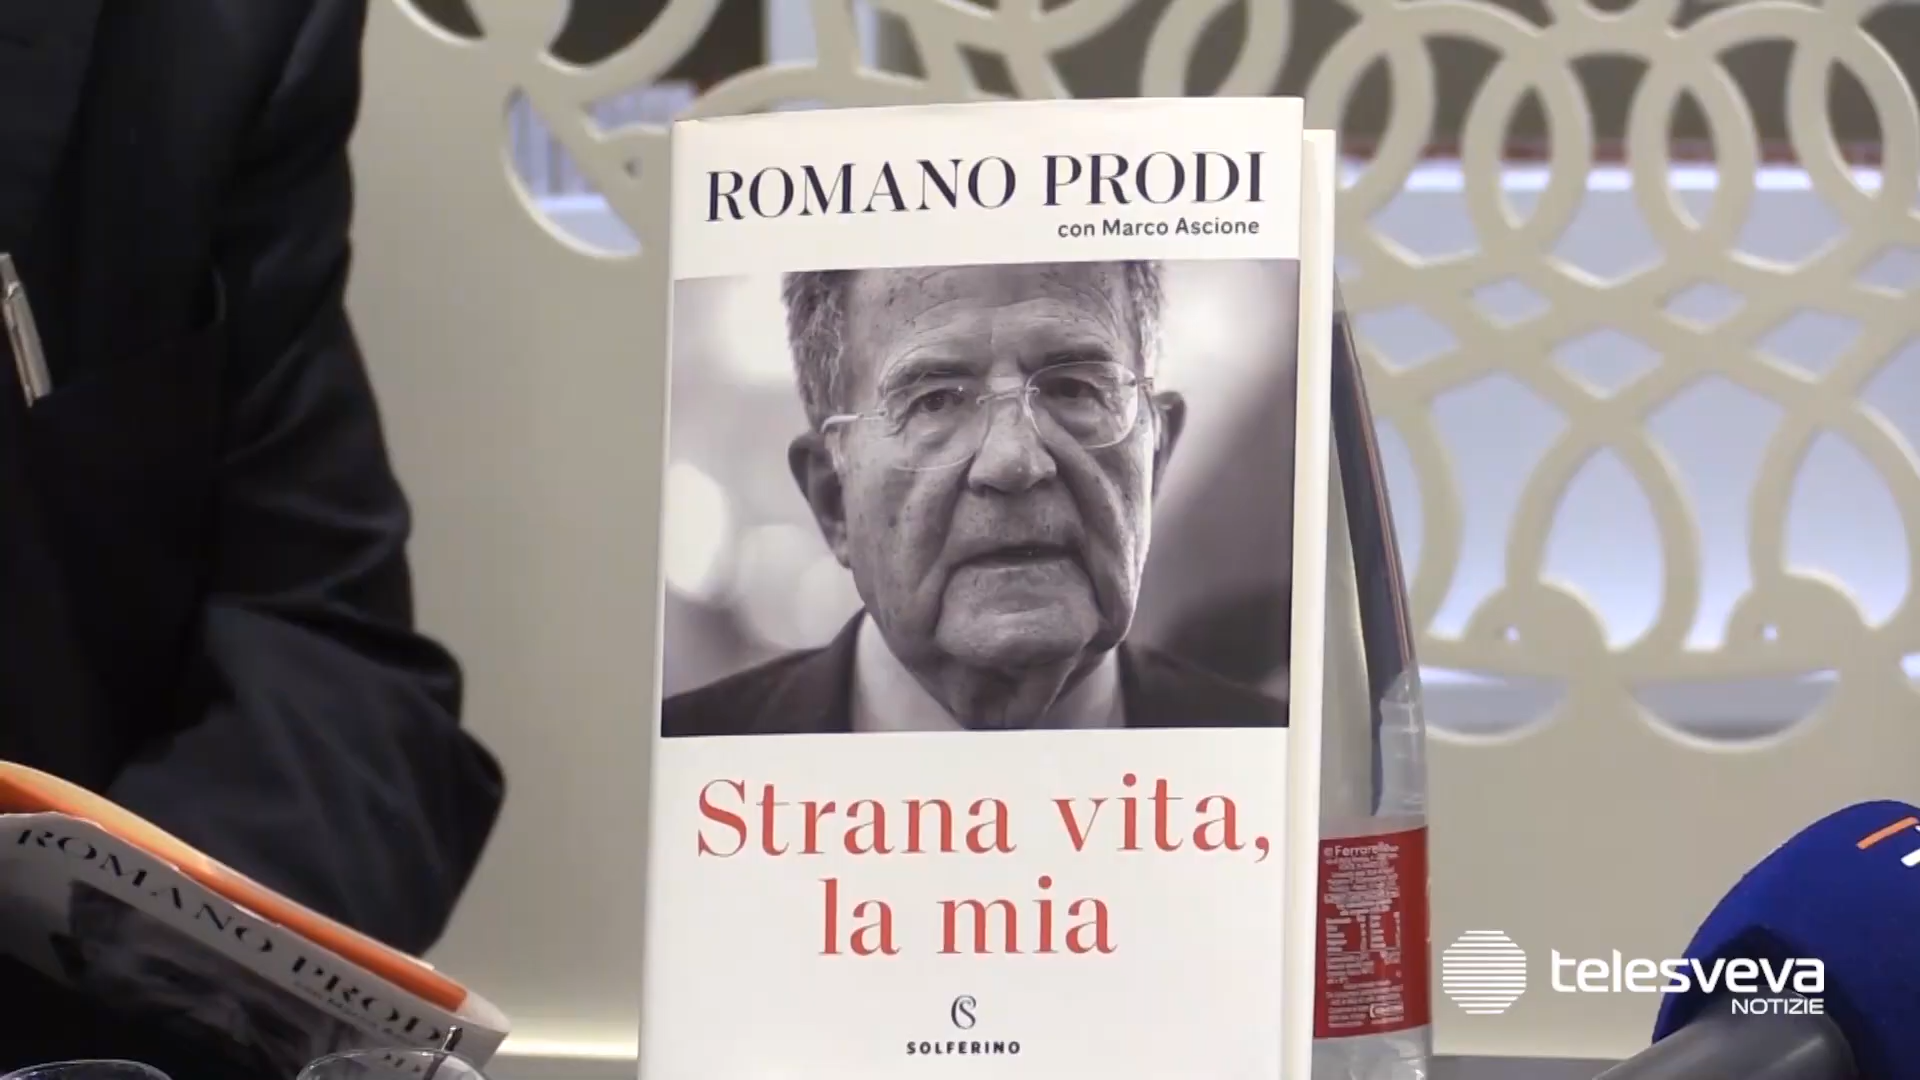 ROMANO PRODI
con Marco Ascione
Strana vita,
la mia
SOLFERINO
ROMANO PRODI
Ferrarelle
telesveva
NOTIZIE